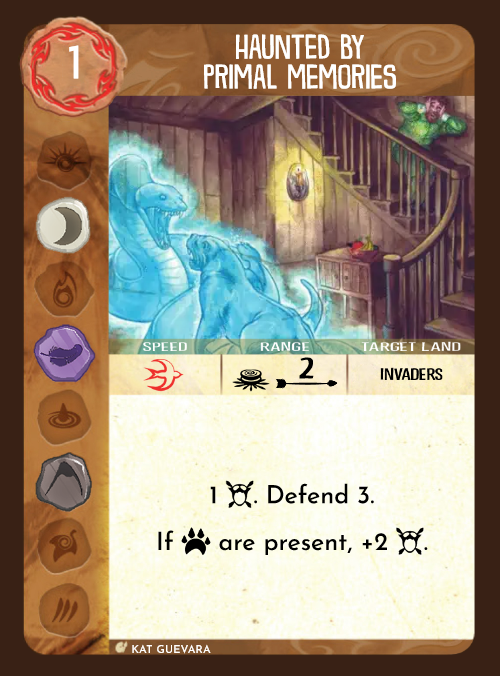 1
HAUNTED BY
PRIMAL MEMORIES
SPEED RANGE TARGET LAND
2 INVADERS
1 . Defend 3.
If are present, +2 .
KAT GUEVARA